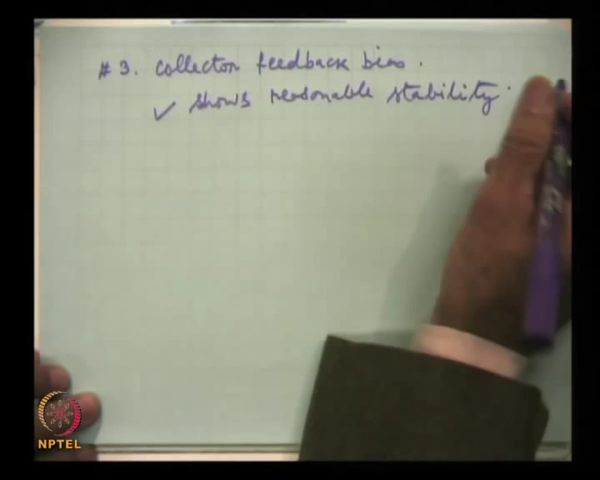 # 3. Collector feedback bias.
✓ shows reasonable stability.
NPTEL